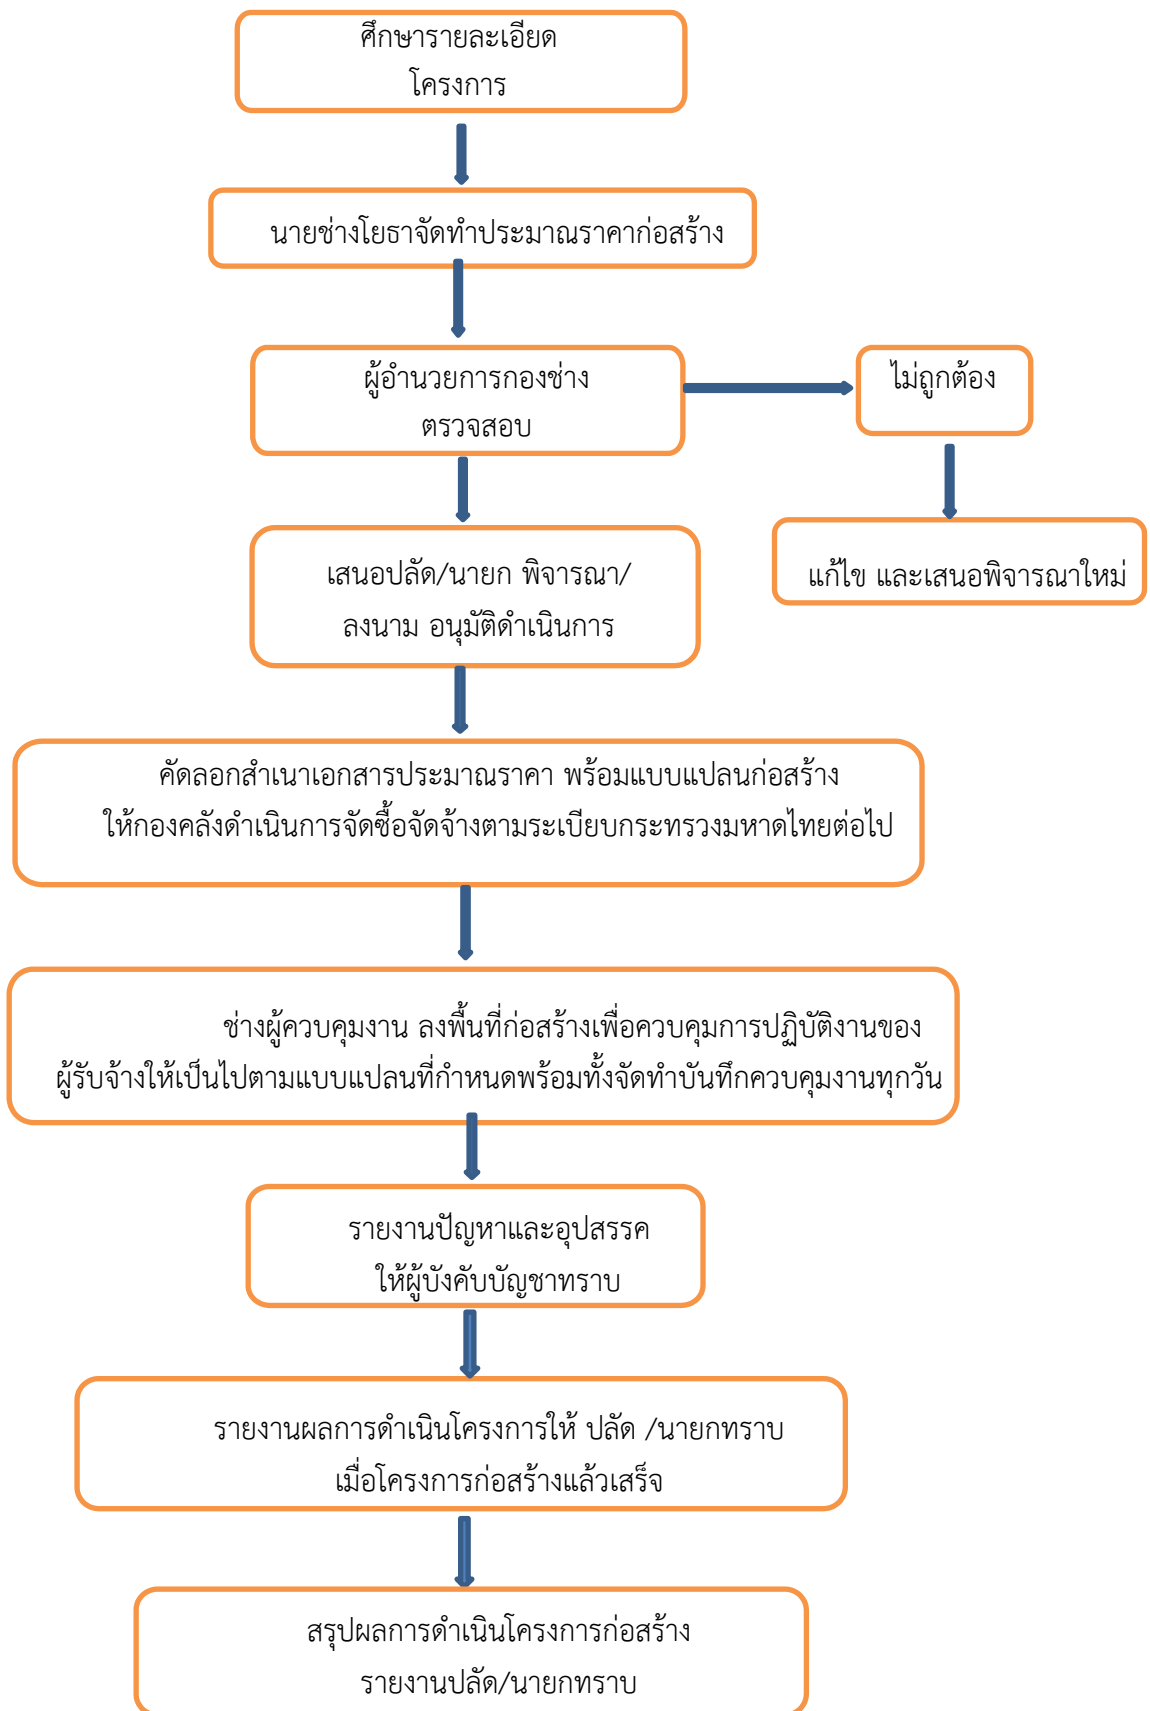 ศึกษารายละเอียด
โครงการ
นายช่างโยธาจัดทำประมาณราคาก่อสร้าง
ผู้อำนวยการกองช่าง
ตรวจสอบ
ไม่ถูกต้อง
แก้ไข และเสนอพิจารณาใหม่
เสนอปลัด/นายก พิจารณา/
ลงนาม อนุมัติดำเนินการ
คัดลอกสำเนาเอกสารประมาณราคา พร้อมแบบแปลนก่อสร้าง
ให้กองคลังดำเนินการจัดซื้อจัดจ้างตามระเบียบกระทรวงมหาดไทยต่อไป
ช่างผู้ควบคุมงาน ลงพื้นที่ก่อสร้างเพื่อควบคุมการปฏิบัติงานของ
ผู้รับจ้างให้เป็นไปตามแบบแปลนที่กำหนดพร้อมทั้งจัดทำบันทึกควบคุมงานทุกวัน
รายงานปัญหาและอุปสรรค
ให้ผู้บังคับบัญชาทราบ
รายงานผลการดำเนินโครงการให้ ปลัด /นายกทราบ
เมื่อโครงการก่อสร้างแล้วเสร็จ
สรุปผลการดำเนินโครงการก่อสร้าง
รายงานปลัด/นายกทราบ